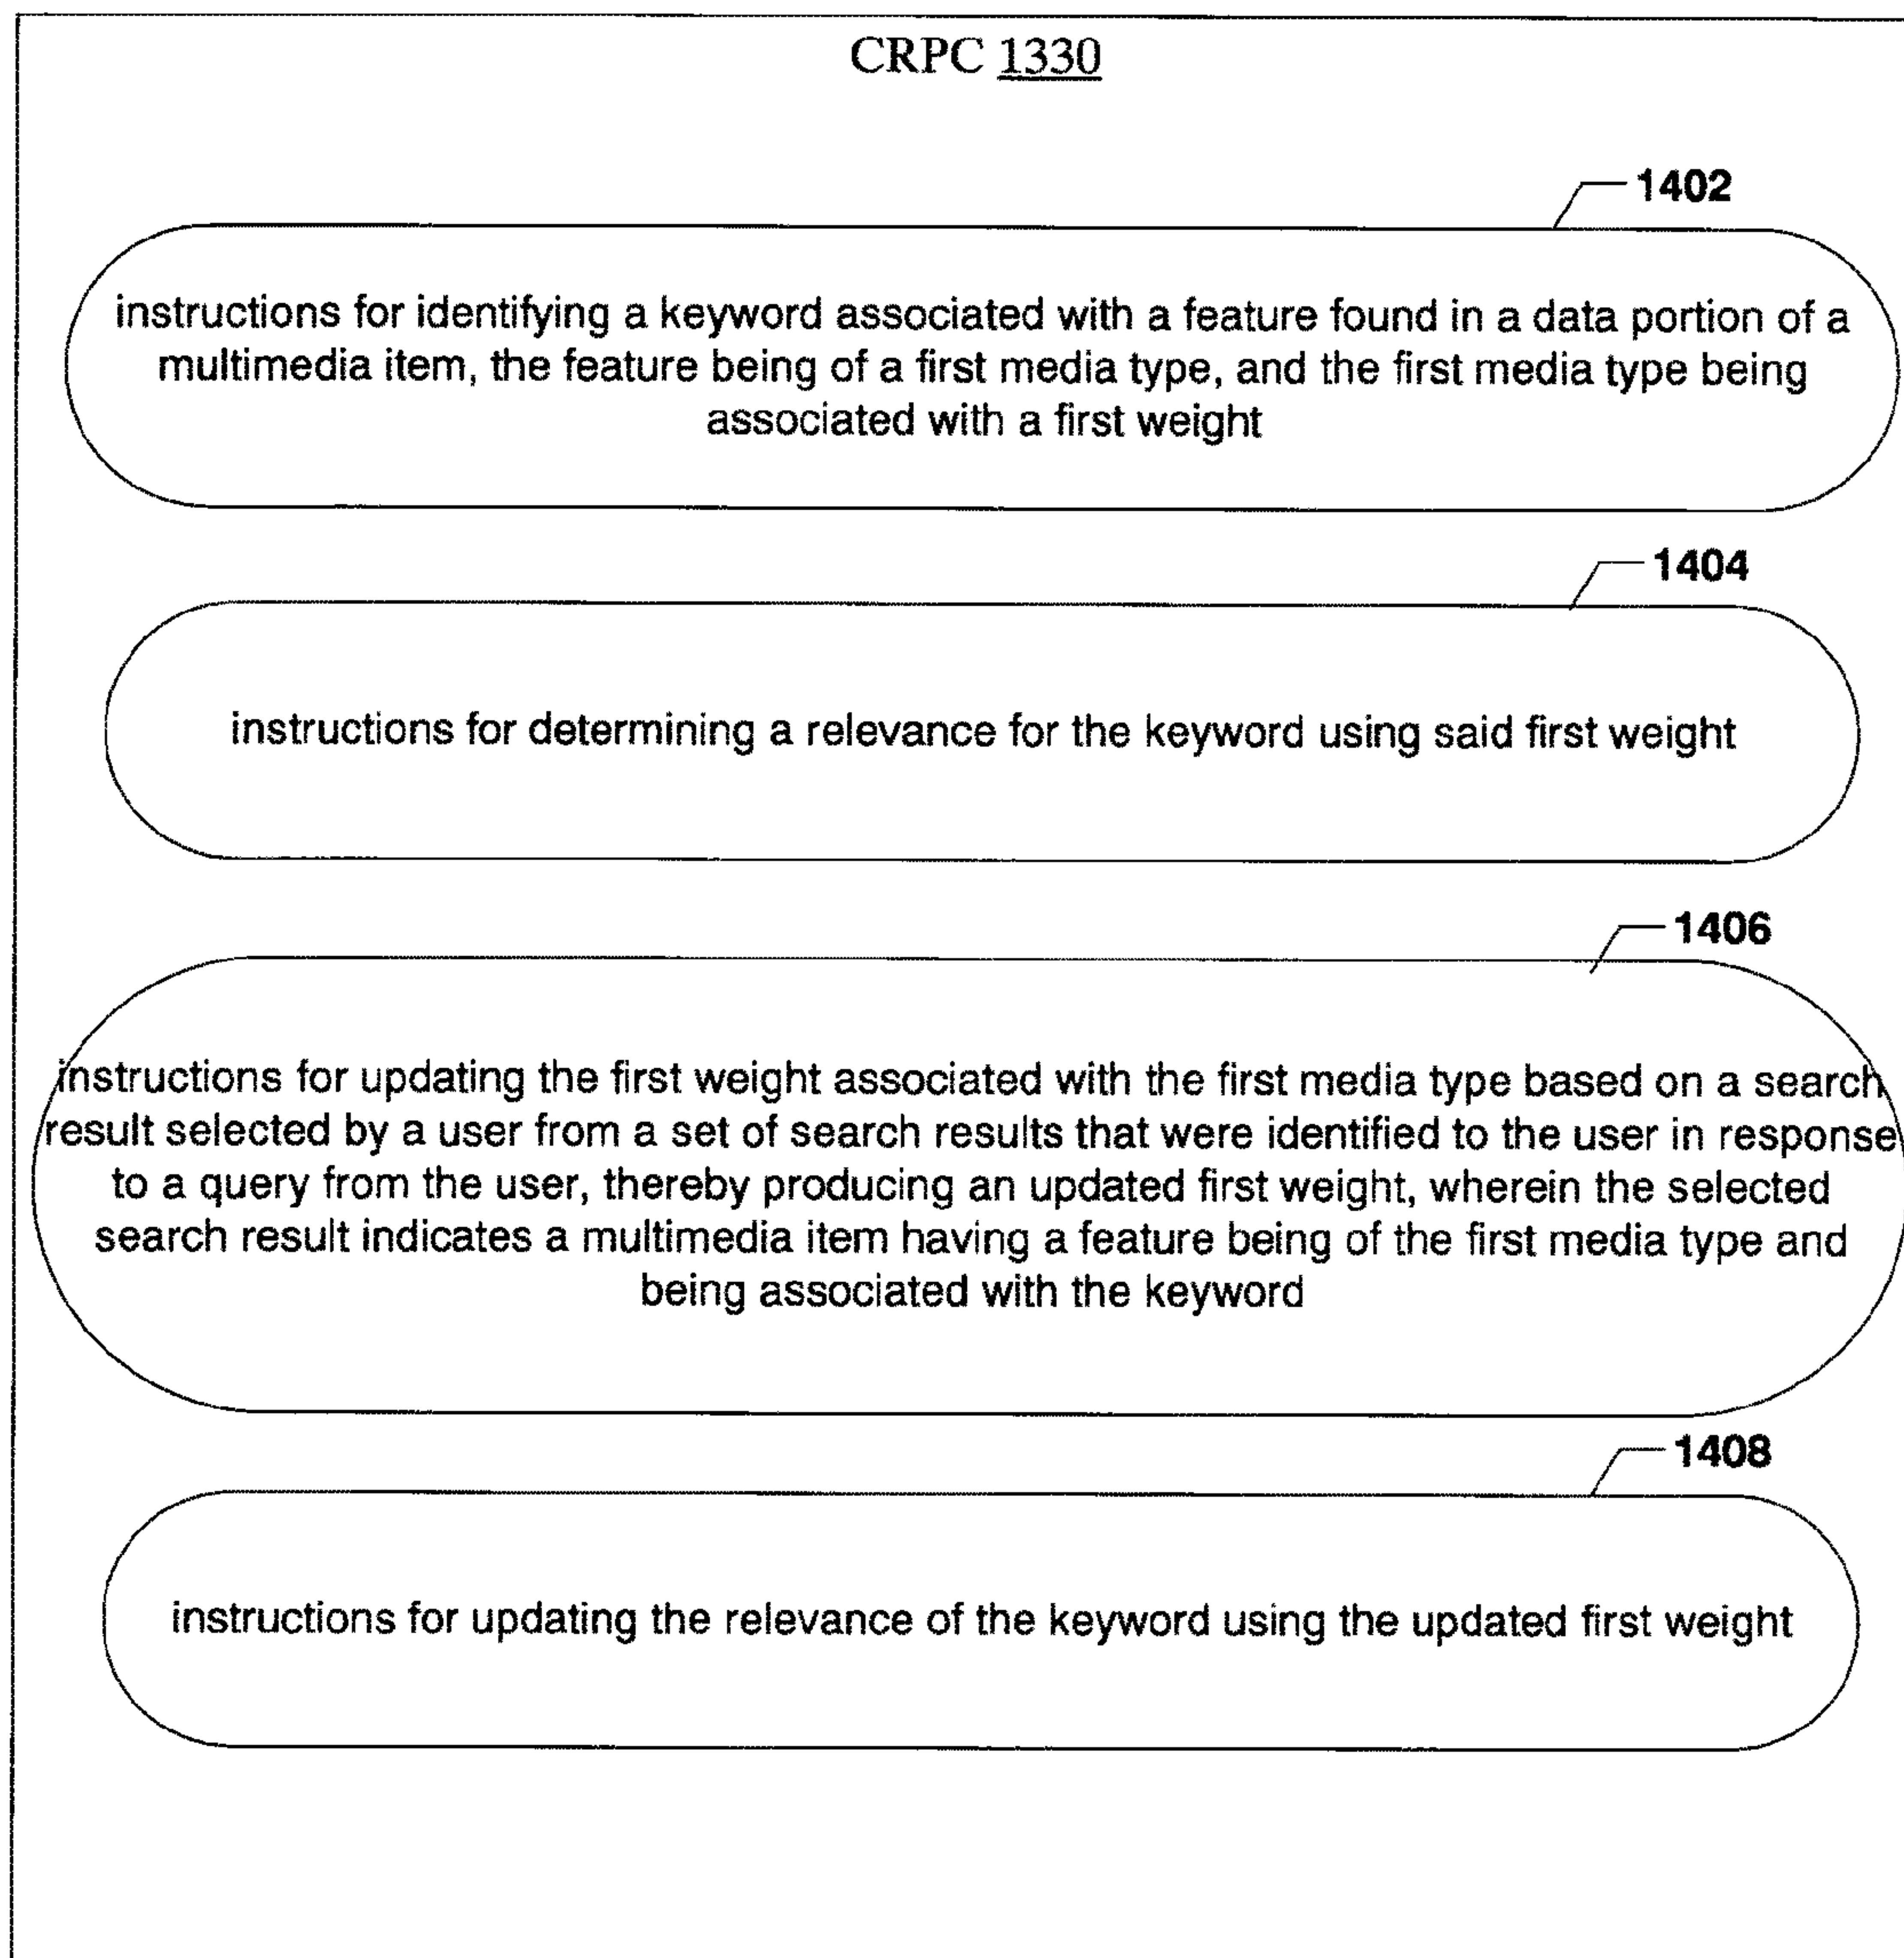 CRPC 1330
1402
instructions for identifying a keyword associated with a feature found in a data portion of a
multimedia item, the feature being of a first media type, and the first media type being
associated with a first weight
1404
instructions for determining a relevance for the keyword using said first weight
1406
instructions for updating the first weight associated with the first media type based on a search
result selected by a user from a set of search results that were identified to the user in response
to a query from the user, thereby producing an updated first weight, wherein the selected
search result indicates a multimedia item having a feature being of the first media type and
being associated with the keyword
1408
instructions for updating the relevance of the keyword using the updated first weight